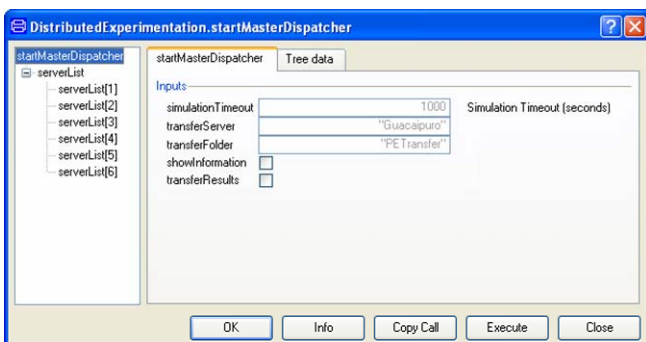 DistributedExperimentation.startMasterDispatcher
startMasterDispatcher
serverList
serverList[1]
serverList[2]
serverList[3]
serverList[4]
serverList[5]
serverList[6]
startMasterDispatcher Tree data
Inputs
simulationTimeout 1000 Simulation Timeout (seconds)
transferServer "Guacaipuro"
transferFolder "PETransfer"
showInformation
transferResults
OK Info Copy Call Execute Close